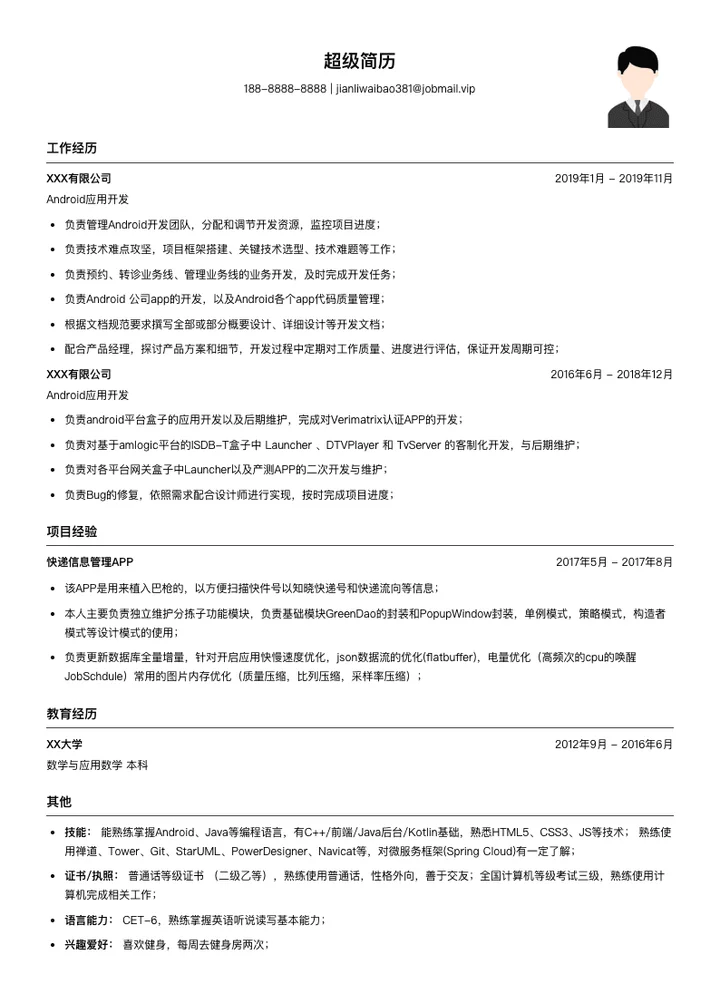 超级简历
188-8888-8888 | jianliwaibao381@jobmail.vip
工作经历
XXX有限公司 2019年1月 - 2019年11月
Android应用开发
• 负责管理Android开发团队，分配和调节开发资源，监控项目进度；
• 负责技术难点攻坚，项目框架搭建、关键技术选型、技术难题等工作；
• 负责预约、转诊业务线、管理业务线的业务开发，及时完成开发任务；
• 负责Android 公司app的开发，以及Android各个app代码质量管理；
• 根据文档规范要求撰写全部或部分概要设计、详细设计等开发文档；
• 配合产品经理，探讨产品方案和细节，开发过程中定期对工作质量、进度进行评估，保证开发周期可控；
XXX有限公司 2016年6月 - 2018年12月
Android应用开发
• 负责android平台盒子的应用开发以及后期维护，完成对Verimatrix认证APP的开发；
• 负责对基于amlogic平台的ISDB-T盒子中 Launcher 、DTVPlayer 和 TvServer 的客制化开发，与后期维护；
• 负责对各平台网关盒子中Launcher以及产测APP的二次开发与维护；
• 负责Bug的修复，依照需求配合设计师进行实现，按时完成项目进度；
项目经验
快递信息管理APP 2017年5月 - 2017年8月
• 该APP是用来植入巴枪的，以方便扫描快件号以知晓快递号和快递流向等信息；
• 本人主要负责独立维护分拣子功能模块，负责基础模块GreenDao的封装和PopupWindow封装，单例模式，策略模式，构造者
模式等设计模式的使用；
• 负责更新数据库全量增量，针对开启应用快慢速度优化，json数据流的优化(flatbuffer)，电量优化（高频次的cpu的唤醒
JobSchdule）常用的图片内存优化（质量压缩，比列压缩，采样率压缩）；
教育经历
XX大学 2012年9月 - 2016年6月
数学与应用数学 本科
其他
• 技能： 能熟练掌握Android、Java等编程语言，有C++/前端/Java后台/Kotlin基础，熟悉HTML5、CSS3、JS等技术； 熟练使
用禅道、Tower、Git、StarUML、PowerDesigner、Navicat等，对微服务框架(Spring Cloud)有一定了解；
• 证书/执照： 普通话等级证书 （二级乙等），熟练使用普通话，性格外向，善于交友；全国计算机等级考试三级，熟练使用计
算机完成相关工作；
• 语言能力： CET-6，熟练掌握英语听说读写基本能力；
• 兴趣爱好： 喜欢健身，每周去健身房两次；